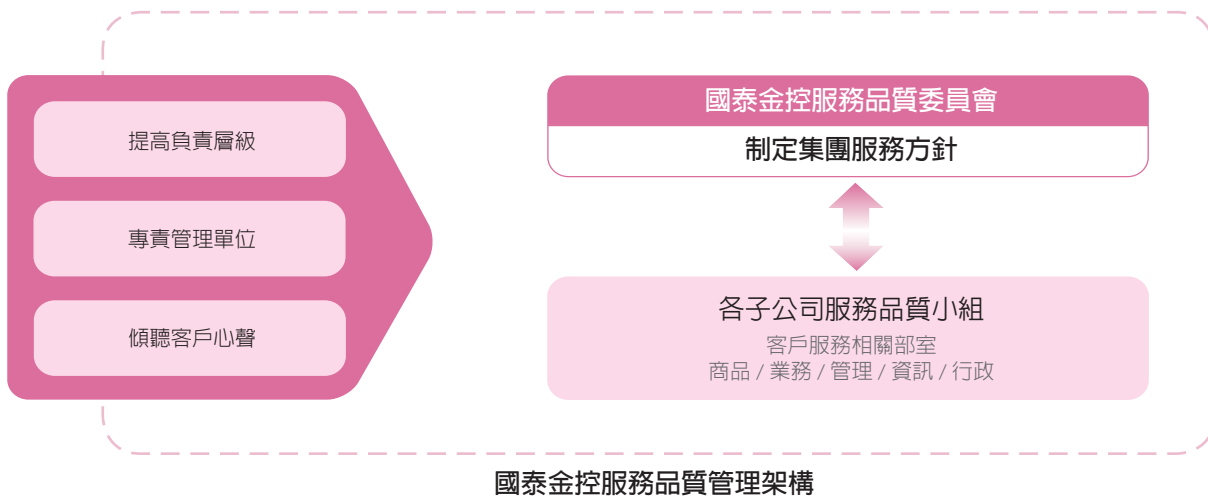 提高負責層級
專責管理單位
傾聽客戶心聲
國泰金控服務品質委員會
制定集團服務方針
各子公司服務品質小組
客戶服務相關部室
商品 / 業務 / 管理 / 資訊 / 行政
國泰金控服務品質管理架構